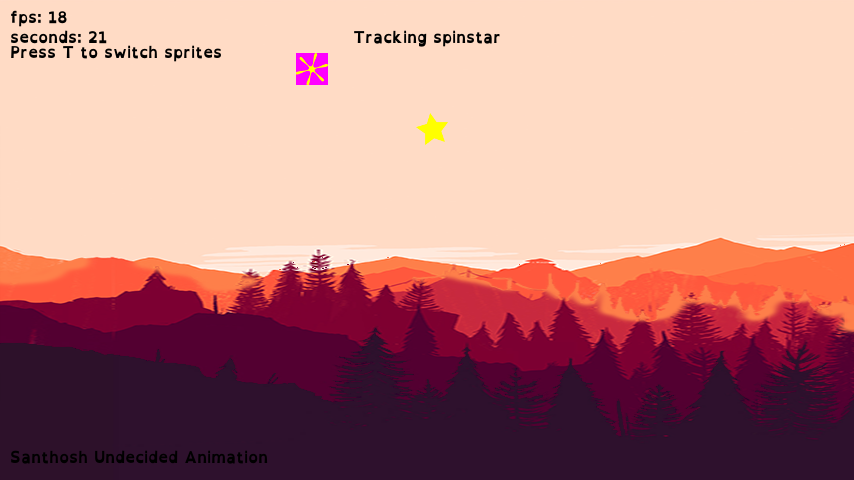 fps: 18
seconds: 21
Press T to switch sprites
Tracking spinstar
Santhosh Undecided Animation